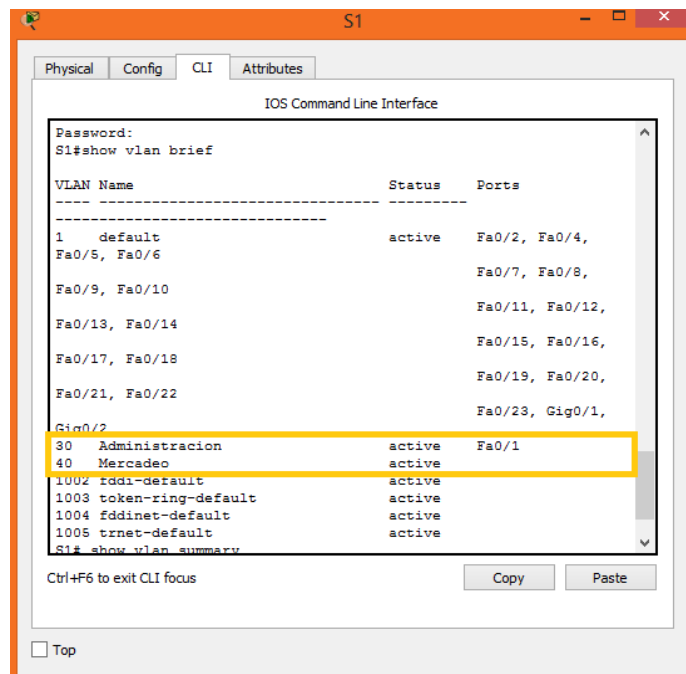 S1
Physical Config CLI Attributes
IOS Command Line Interface
Password:
S1#show vlan brief
VLAN Name Status Ports
---- -------------------------------- ---------
-------------------------------
1 default active Fa0/2, Fa0/4,
Fa0/5, Fa0/6
Fa0/7, Fa0/8,
Fa0/9, Fa0/10
Fa0/11, Fa0/12,
Fa0/13, Fa0/14
Fa0/15, Fa0/16,
Fa0/17, Fa0/18
Fa0/19, Fa0/20,
Fa0/21, Fa0/22
Fa0/23, Gig0/1,
Gig0/2
30 Administracion active Fa0/1
40 Mercadeo active
1002 fddi-default active
1003 token-ring-default active
1004 fddinet-default active
1005 trnet-default active
S1# show vlan summary
Ctrl+F6 to exit CLI focus
Copy Paste
Top